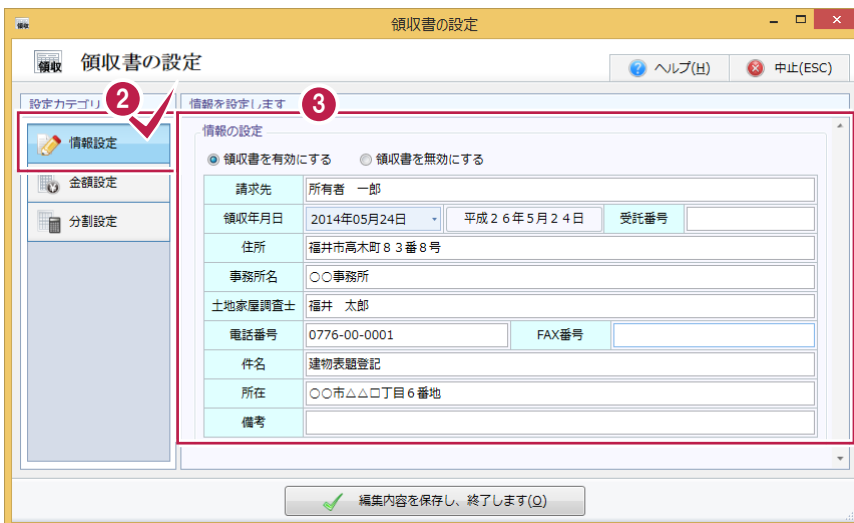 領収
領収書の設定
領収
領収書の設定
ヘルプ(H)
中止(ESC)
設定カテゴリ
2
情報を設定します
3
情報設定
金額設定
分割設定
情報の設定
領収書を有効にする
領収書を無効にする
請求先 所有者　一郎
領収年月日 2014年05月24日 平成２６年５月２４日 受託番号
住所 福井市高木町８３番８号
事務所名 ○○事務所
土地家屋調査士 福井　太郎
電話番号 0776-00-0001 FAX番号
件名 建物表題登記
所在 ○○市△△□丁目６番地
備考
編集内容を保存し、終了します(O)